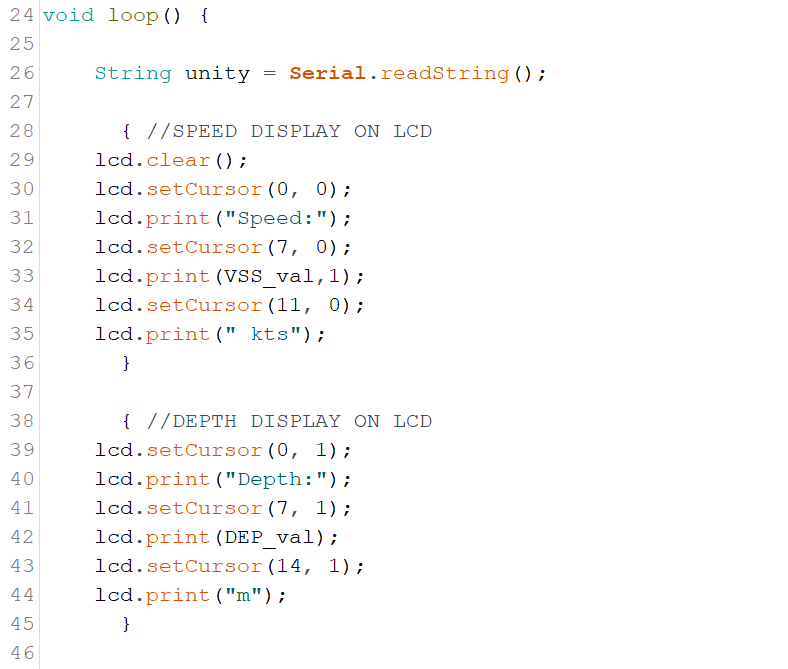 24 void loop() {
25
26     String unity = Serial.readString();
27
28       { //SPEED DISPLAY ON LCD
29     lcd.clear();
30     lcd.setCursor(0, 0);
31     lcd.print("Speed:");
32     lcd.setCursor(7, 0);
33     lcd.print(VSS_val,1);
34     lcd.setCursor(11, 0);
35     lcd.print(" kts");
36       }
37
38       { //DEPTH DISPLAY ON LCD
39     lcd.setCursor(0, 1);
40     lcd.print("Depth:");
41     lcd.setCursor(7, 1);
42     lcd.print(DEP_val);
43     lcd.setCursor(14, 1);
44     lcd.print("m");
45       }
46